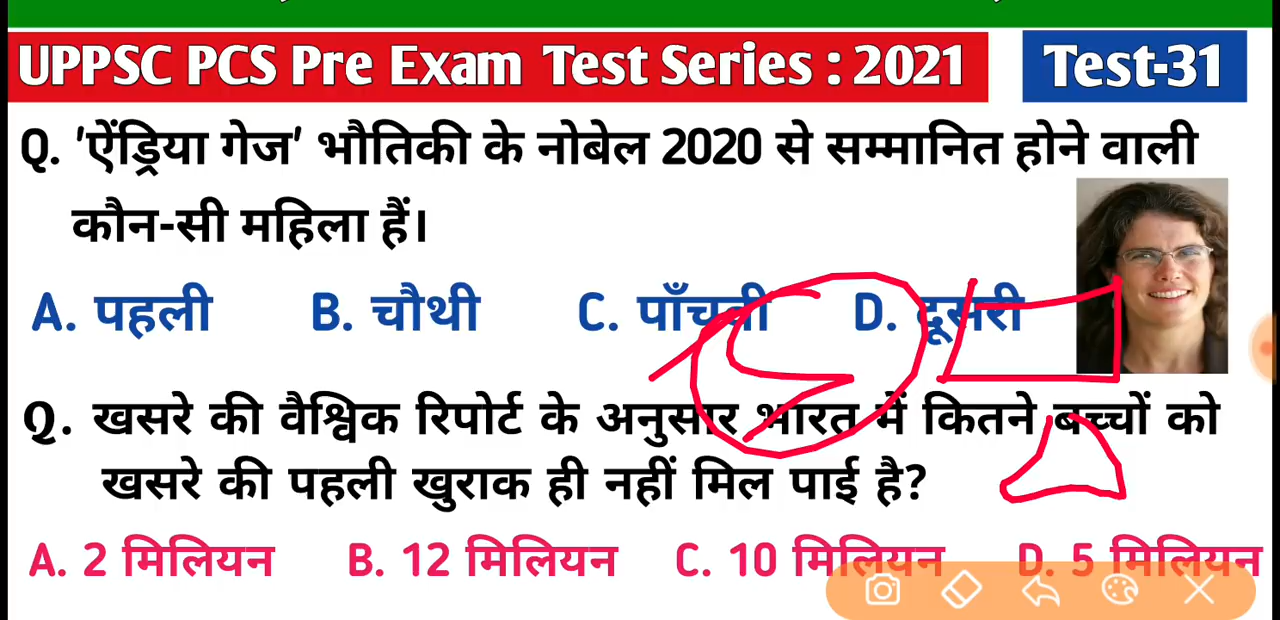 UPPSC PCS Pre Exam Test Series : 2021 Test-31
Q. 'ऐंड्रिया गेज' भौतिकी के नोबेल 2020 से सम्मानित होने वाली
कौन-सी महिला हैं।
A. पहली B. चौथी C. पाँचवी D. दूसरी
Q. खसरे की वैश्विक रिपोर्ट के अनुसार भारत में कितने बच्चों को
खसरे की पहली खुराक ही नहीं मिल पाई है?
A. 2 मिलियन B. 12 मिलियन C. 10 मिलियन D. 5 मिलियन